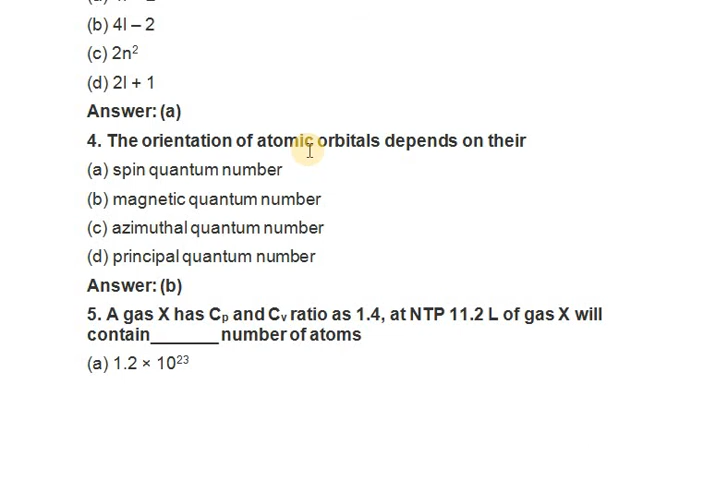 (b) 4l – 2
(c) 2n²
(d) 2l + 1
Answer: (a)
4. The orientation of atomic orbitals depends on their
(a) spin quantum number
(b) magnetic quantum number
(c) azimuthal quantum number
(d) principal quantum number
Answer: (b)
5. A gas X has Cₚ and Cᵥ ratio as 1.4, at NTP 11.2 L of gas X will
contain_______number of atoms
(a) 1.2 × 10²³